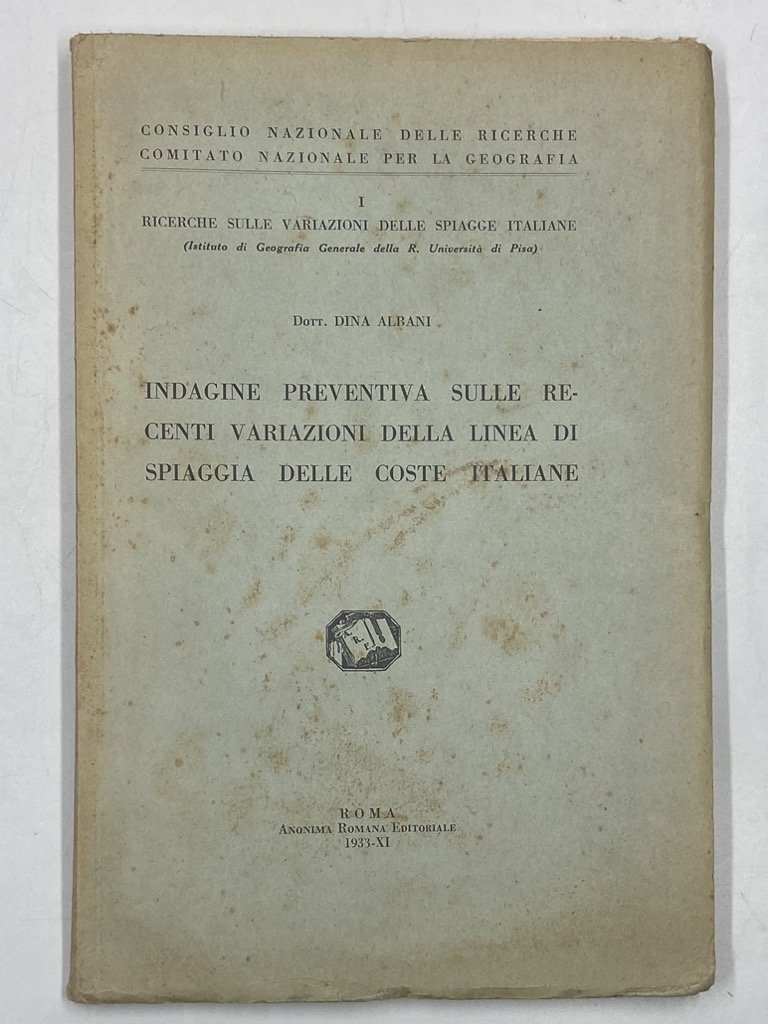 CONSIGLIO NAZIONALE DELLE RICERCHE
COMITATO NAZIONALE PER LA GEOGRAFIA
I
RICERCHE SULLE VARIAZIONI DELLE SPIAGGE ITALIANE
(Istituto di Geografia Generale della R. Università di Pisa)
Dott. DINA ALBANI
INDAGINE PREVENTIVA SULLE RE-
CENTI VARIAZIONI DELLA LINEA DI
SPIAGGIA DELLE COSTE ITALIANE
A. R. E.
ROMA
Anonima Romana Editoriale
1933-XI